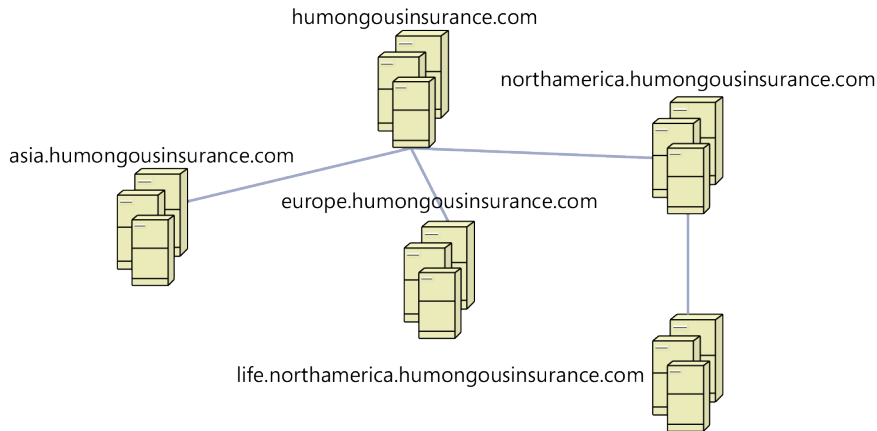 humongousinsurance.com
northamerica.humongousinsurance.com
asia.humongousinsurance.com
europe.humongousinsurance.com
life.northamerica.humongousinsurance.com